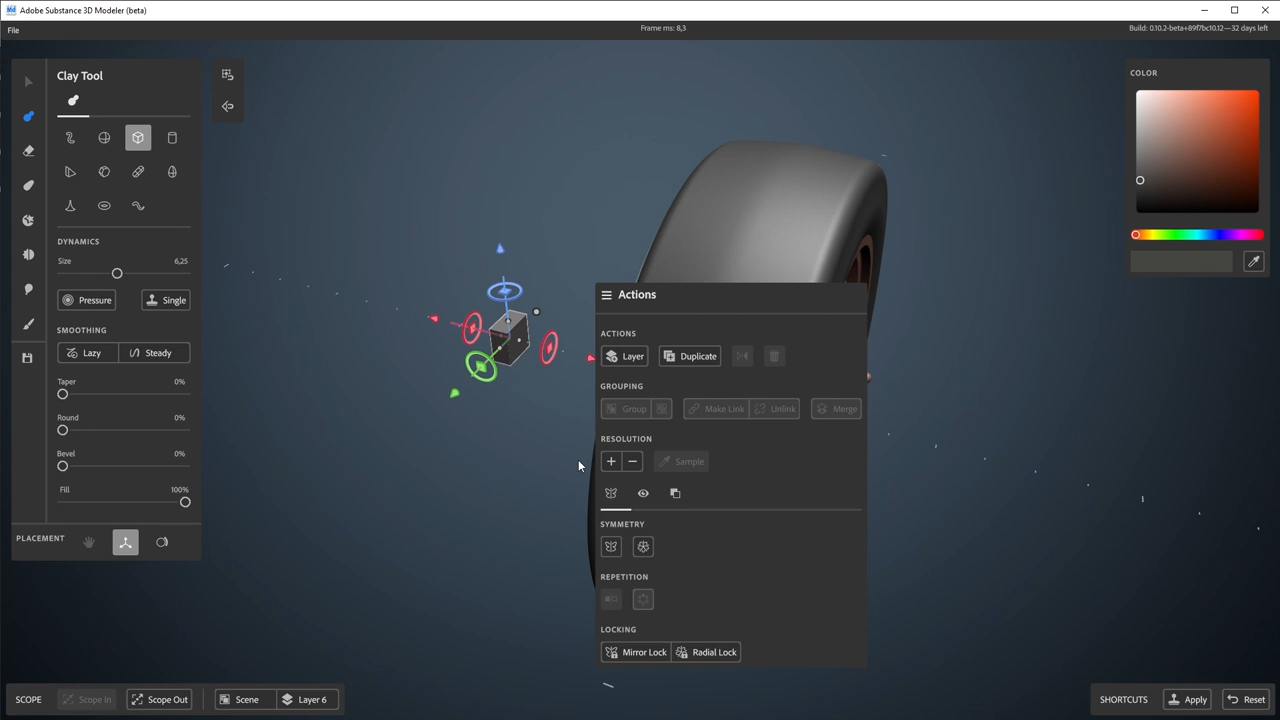 Adobe Substance 3D Modeler (beta)
File
Frame ms: 8,3
Build: 0.10.2-beta+89f7bc10.12—32 days left
Clay Tool
DYNAMICS
Size
6,25
Pressure
Single
SMOOTHING
Lazy
Steady
Taper
0%
Round
0%
Bevel
0%
Fill
100%
PLACEMENT
Actions
ACTIONS
Layer
Duplicate
GROUPING
Group
Make Link
Unlink
Merge
RESOLUTION
Sample
SYMMETRY
REPETITION
LOCKING
Mirror Lock
Radial Lock
COLOR
SCOPE
Scope In
Scope Out
Scene
Layer 6
SHORTCUTS
Apply
Reset